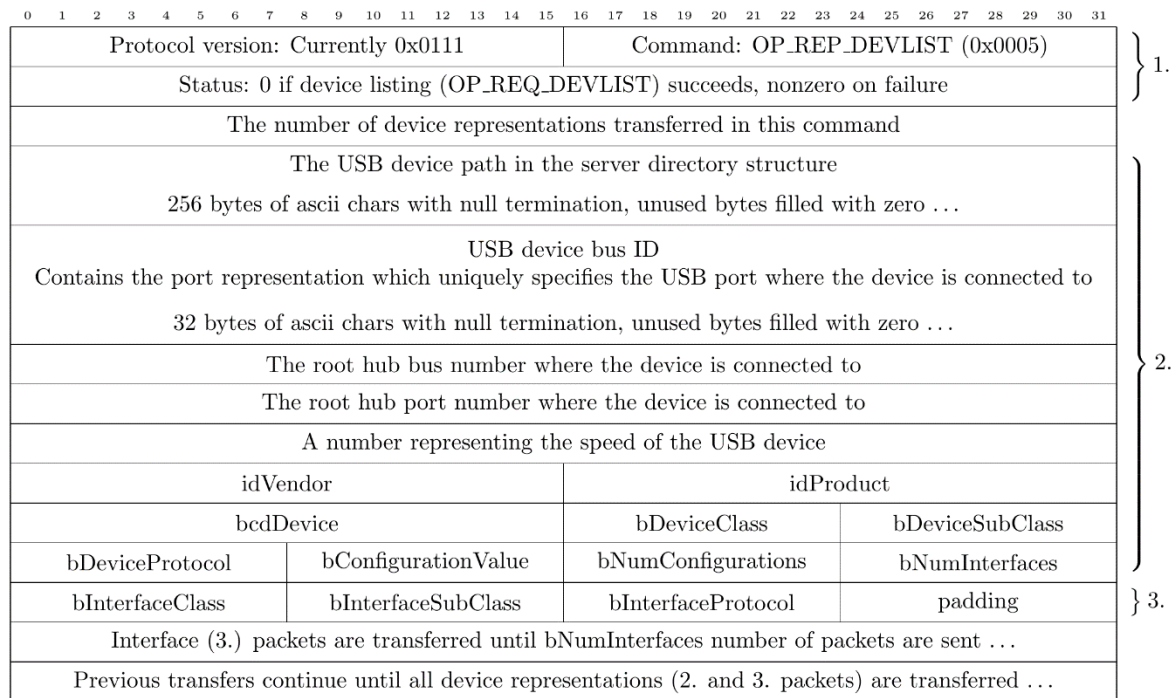 0 1 2 3 4 5 6 7 8 9 10 11 12 13 14 15 16 17 18 19 20 21 22 23 24 25 26 27 28 29 30 31
Protocol version: Currently 0x0111 Command: OP_REP_DEVLIST (0x0005)
1.
Status: 0 if device listing (OP_REQ_DEVLIST) succeeds, nonzero on failure
The number of device representations transferred in this command
The USB device path in the server directory structure
256 bytes of ascii chars with null termination, unused bytes filled with zero ...
USB device bus ID
Contains the port representation which uniquely specifies the USB port where the device is connected to
32 bytes of ascii chars with null termination, unused bytes filled with zero ...
The root hub bus number where the device is connected to
2.
The root hub port number where the device is connected to
A number representing the speed of the USB device
idVendor idProduct
bcdDevice bDeviceClass bDeviceSubClass
bDeviceProtocol bConfigurationValue bNumConfigurations bNumInterfaces
bInterfaceClass bInterfaceSubClass bInterfaceProtocol padding 3.
Interface (3.) packets are transferred until bNumInterfaces number of packets are sent ...
Previous transfers continue until all device representations (2. and 3. packets) are transferred ...